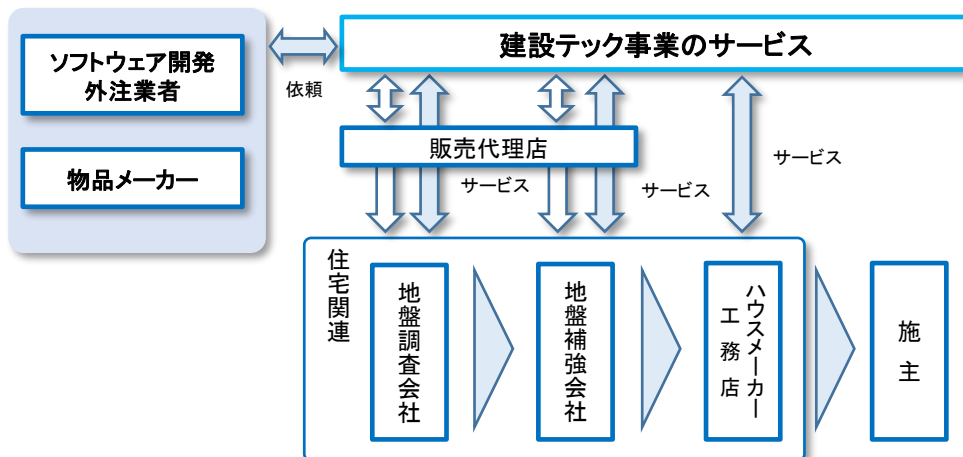 ソフトウェア開発
外注業者
物品メーカー
依頼
建設テック事業のサービス
販売代理店
サービス
サービス
サービス
住宅関連
地盤調査会社
地盤補強会社
ハウスメーカー
工務店
施主